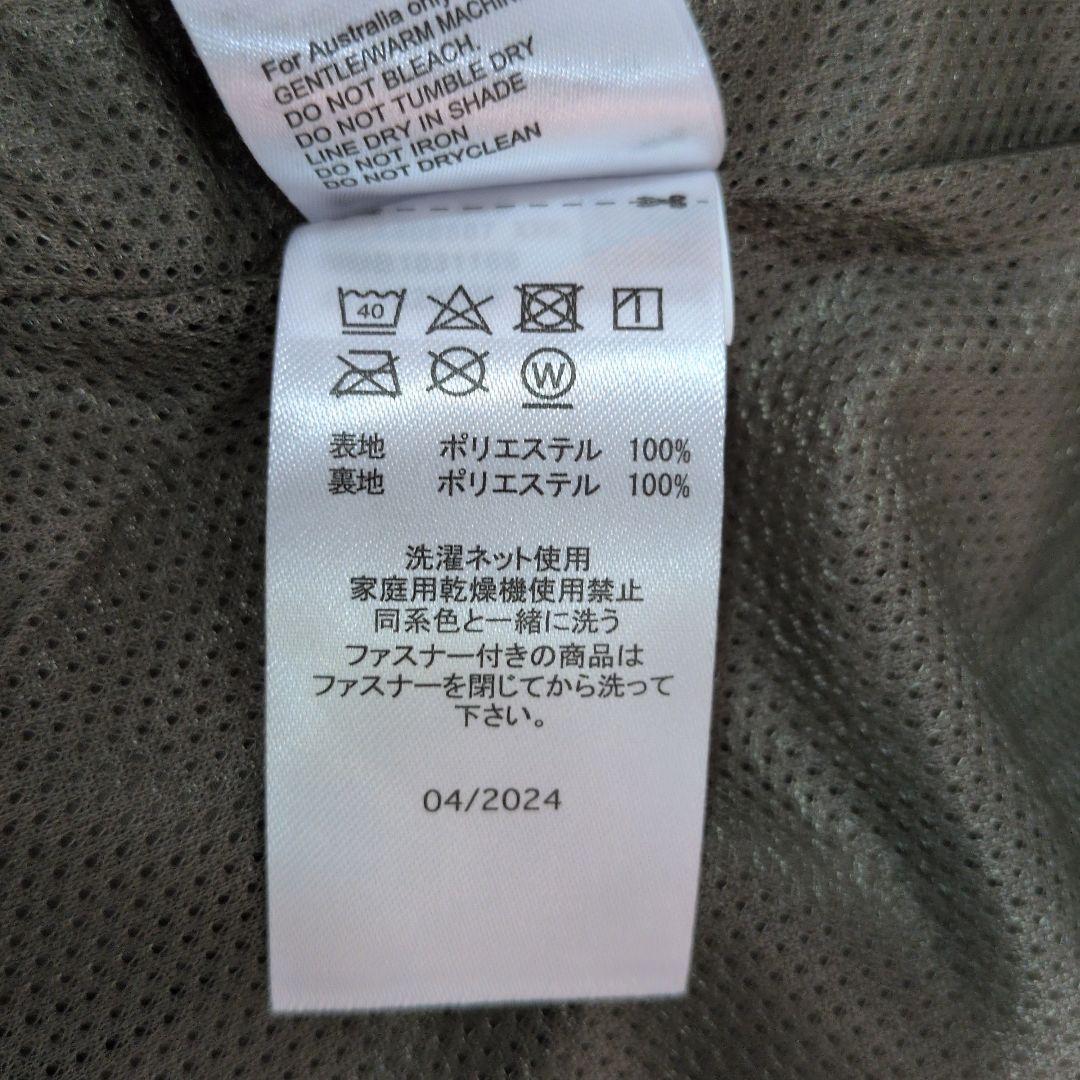 For Australia only
GENTLE/WARM MACHINE
DO NOT BLEACH.
DO NOT TUMBLE DRY
LINE DRY IN SHADE
DO NOT IRON
DO NOT DRYCLEAN
40
W
表地 ポリエステル 100%
裏地 ポリエステル 100%
洗濯ネット使用
家庭用乾燥機使用禁止
同系色と一緒に洗う
ファスナー付きの商品は
ファスナーを閉じてから洗って
下さい。
04/2024